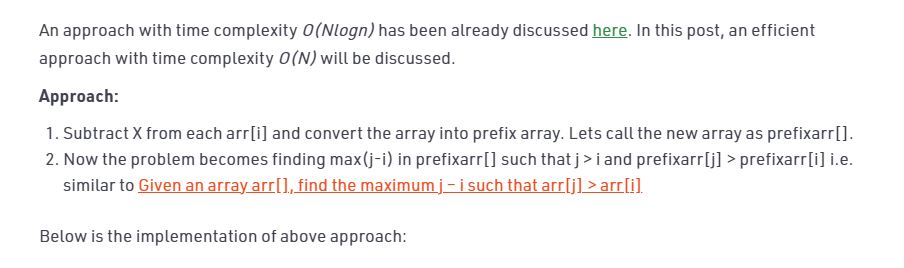 An approach with time complexity O(Nlogn) has been already discussed here. In this post, an efficient
approach with time complexity O(N) will be discussed.
Approach:
1. Subtract X from each arr[i] and convert the array into prefix array. Lets call the new array as prefixarr[].
2. Now the problem becomes finding max(j-i) in prefixarr[] such that j > i and prefixarr[j] > prefixarr[i] i.e.
similar to Given an array arr[], find the maximum j – i such that arr[j] > arr[i]
Below is the implementation of above approach: